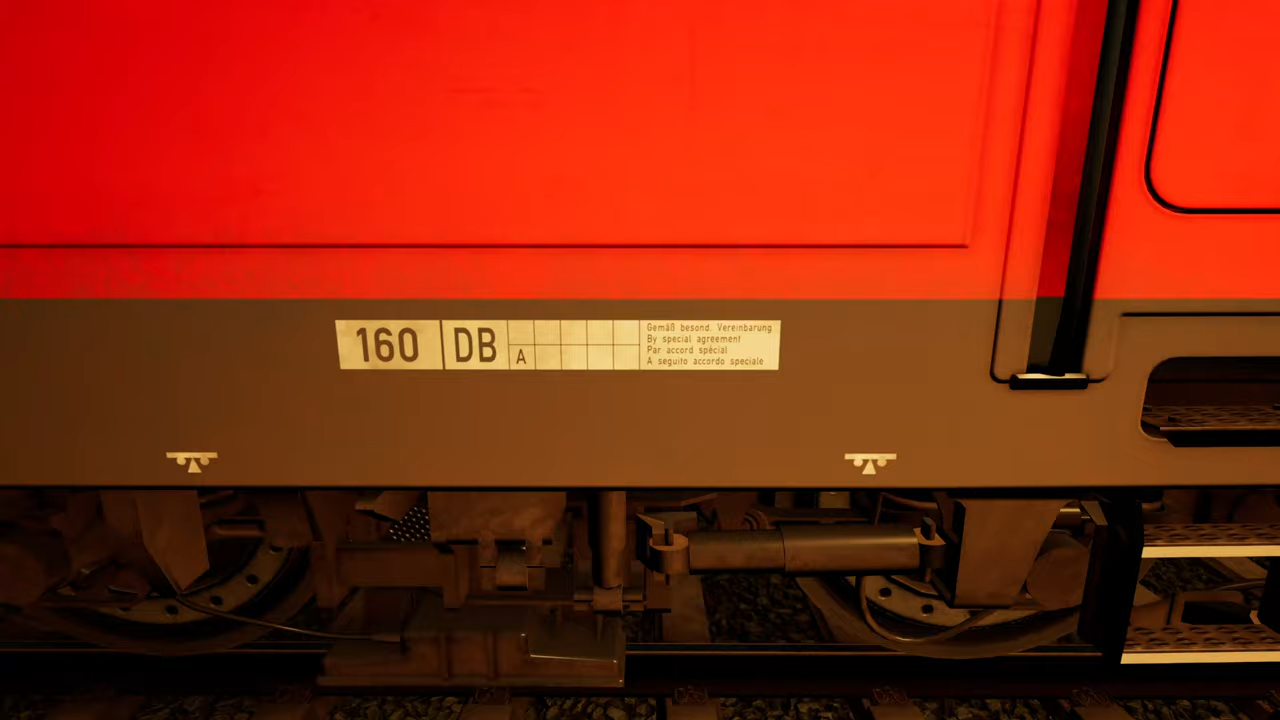 160 DB A
Gemäß besond. Vereinbarung
By special agreement
Par accord spécial
A seguito accordo speciale